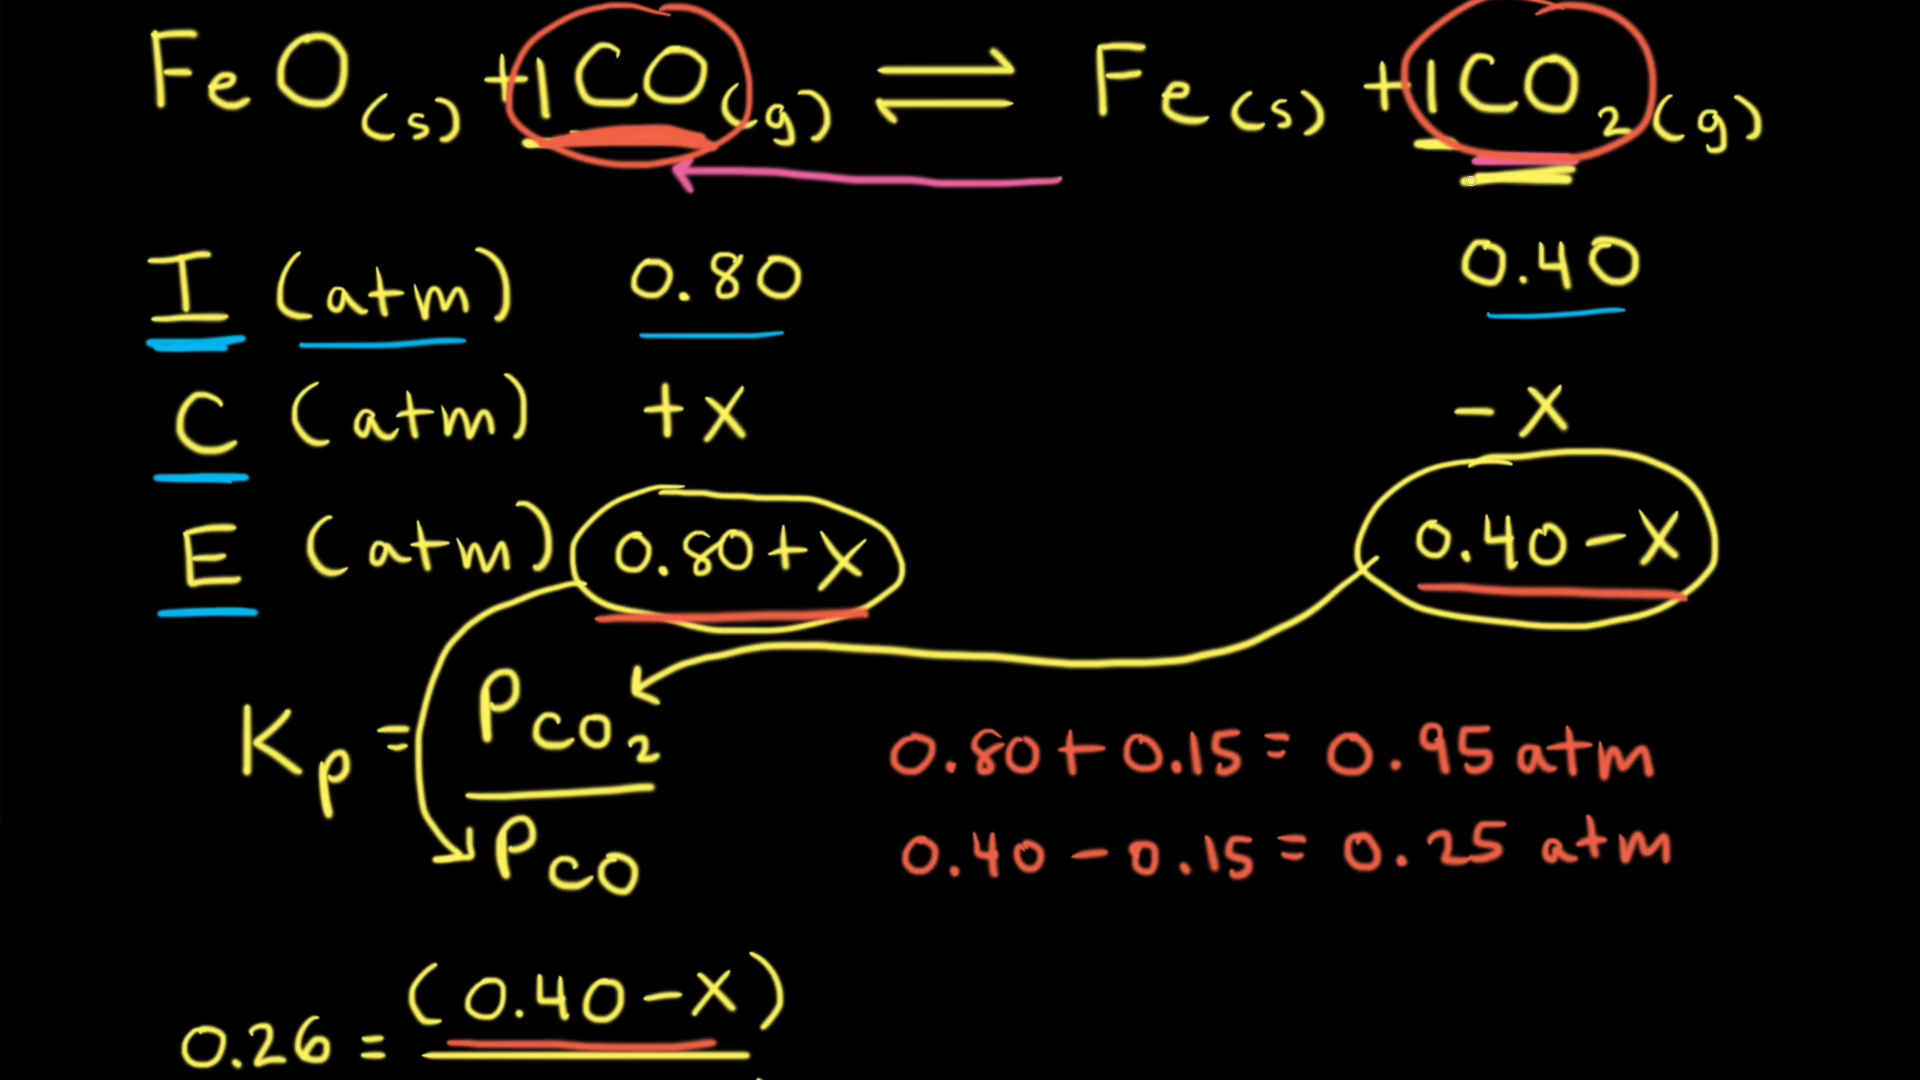 FeO(s) + 1CO(g) ⇌ Fe(s) + 1CO₂(g)
I (atm) 0.80 0.40
C (atm) +X -X
E (atm) 0.80+X 0.40-X
Kp = PCO₂ / PCO
0.80+0.15 = 0.95 atm
0.40-0.15 = 0.25 atm
0.26 = (0.40-X)